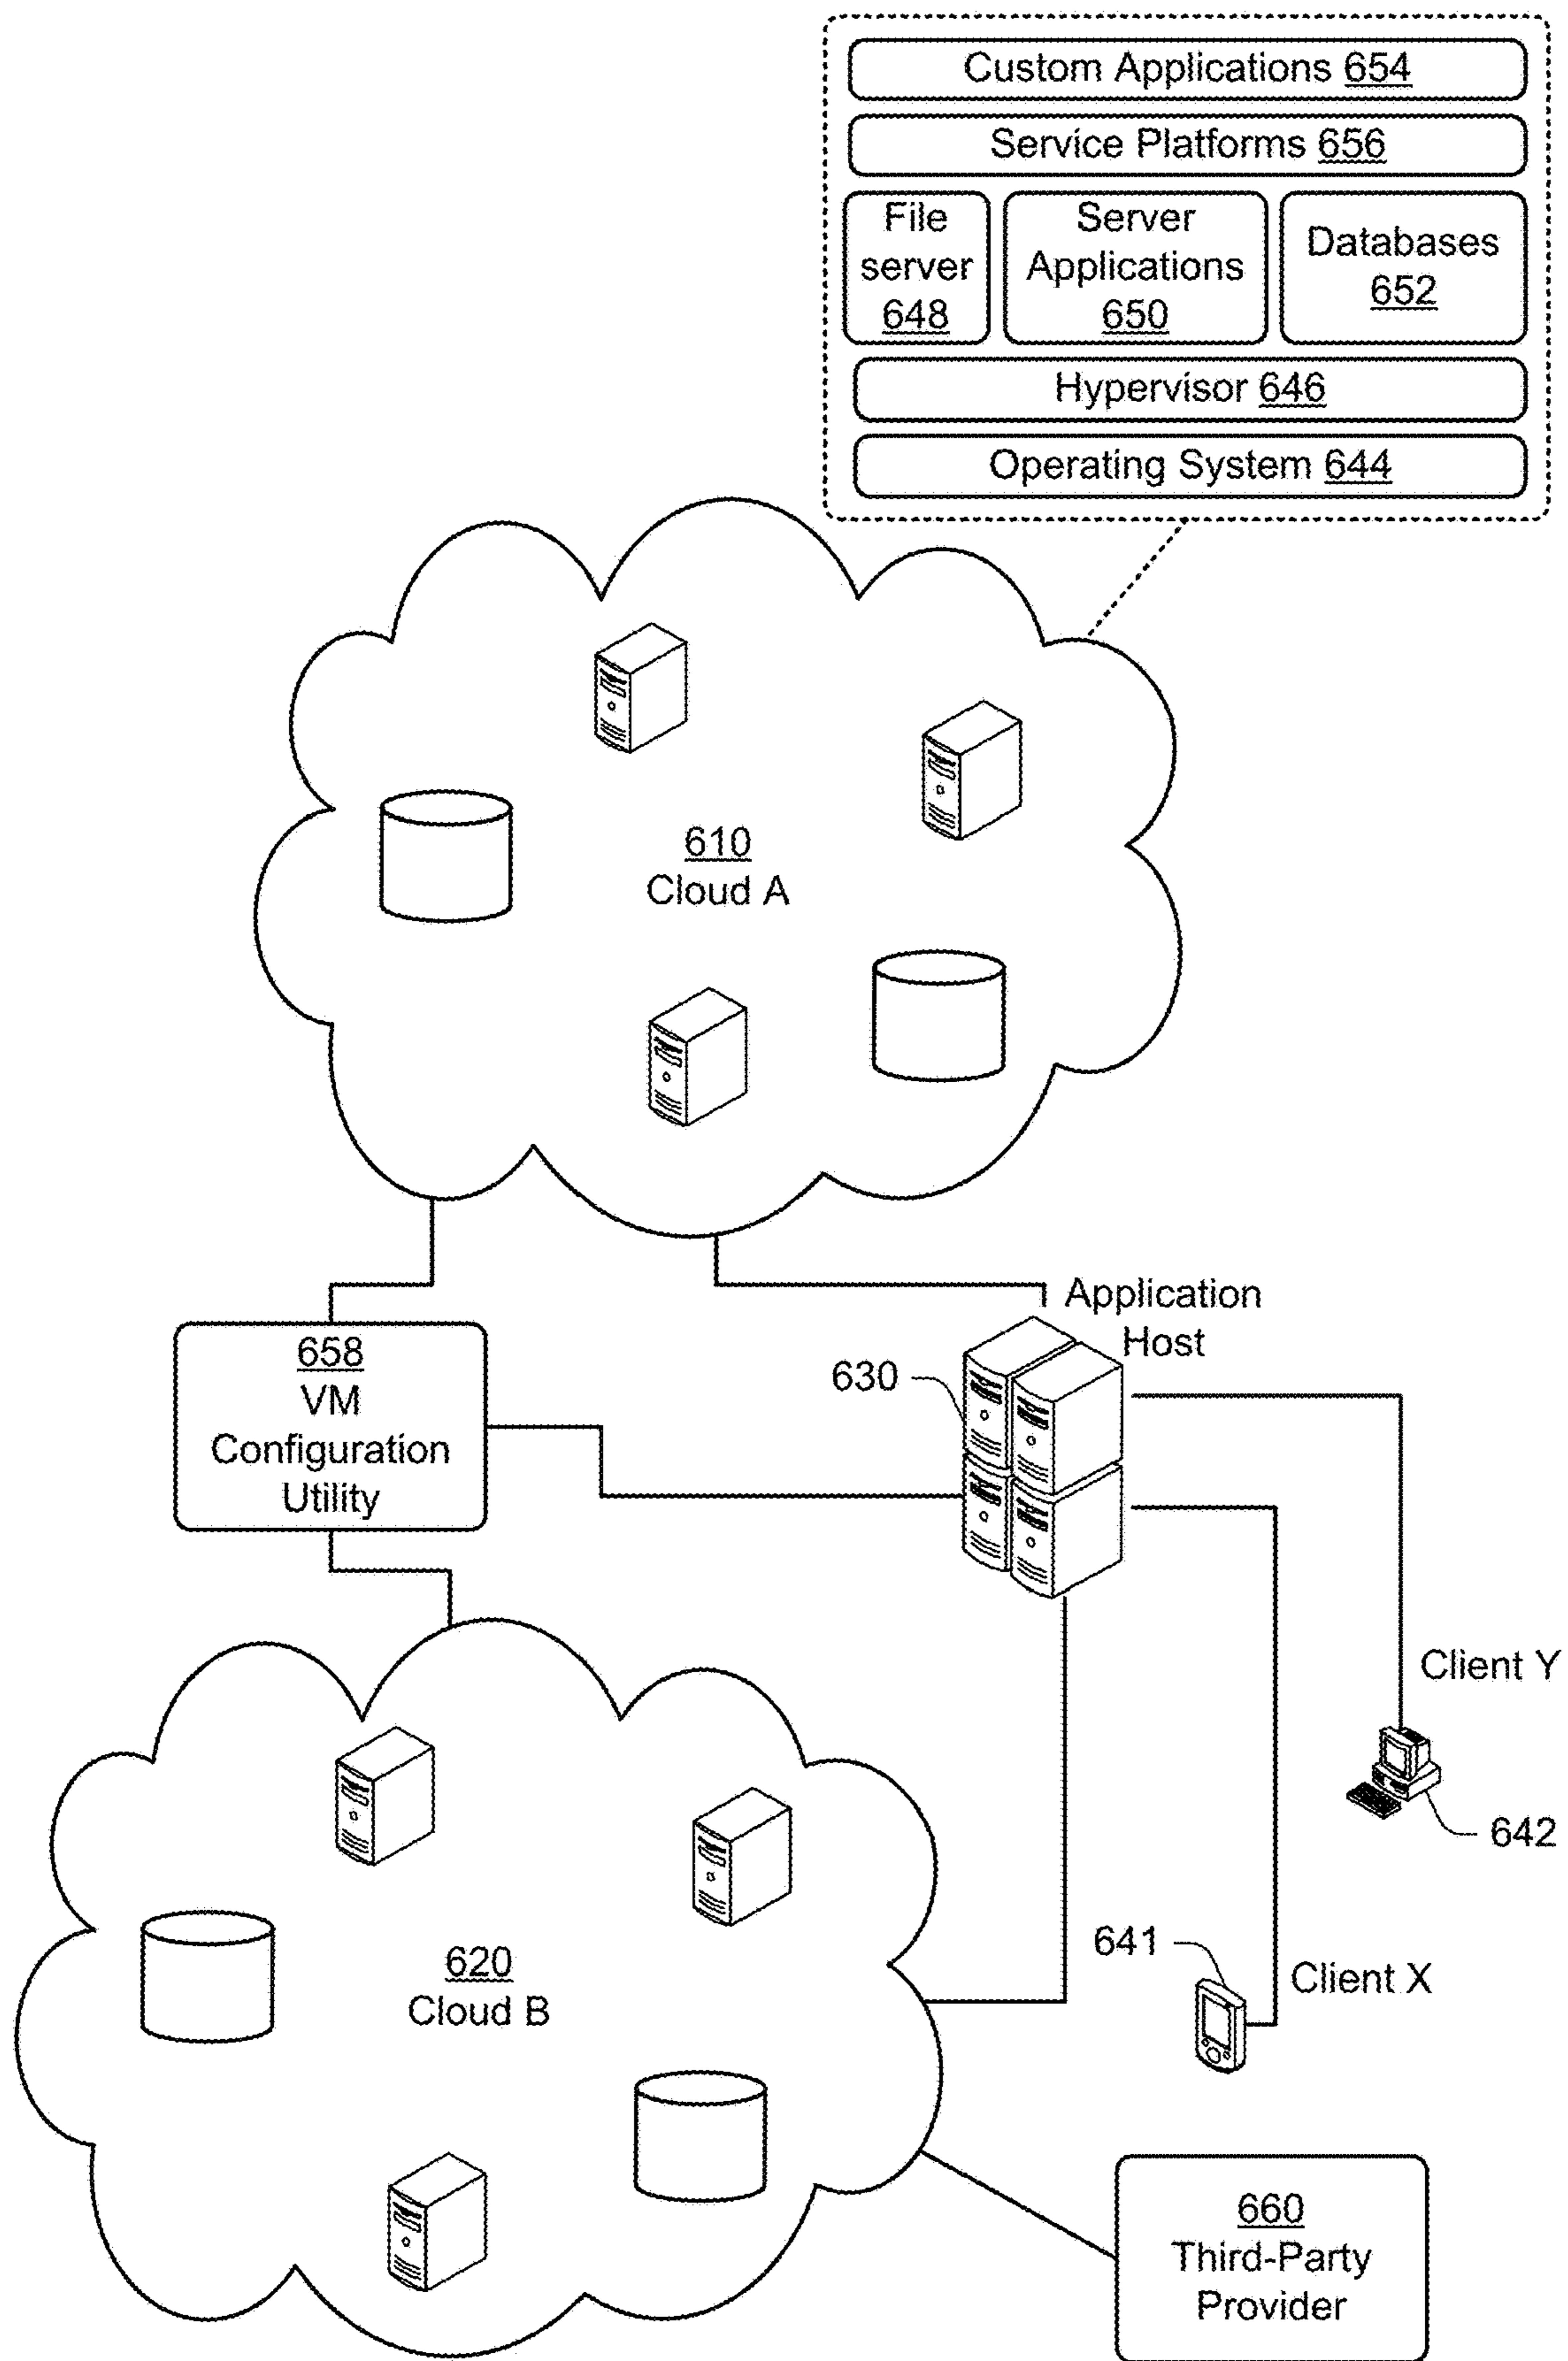 Custom Applications 654
Service Platforms 656
File
server
648
Server
Applications
650
Databases
652
Hypervisor 646
Operating System 644
610
Cloud A
Application
Host
630
658
VM
Configuration
Utility
Client Y
642
641
Client X
620
Cloud B
660
Third-Party
Provider